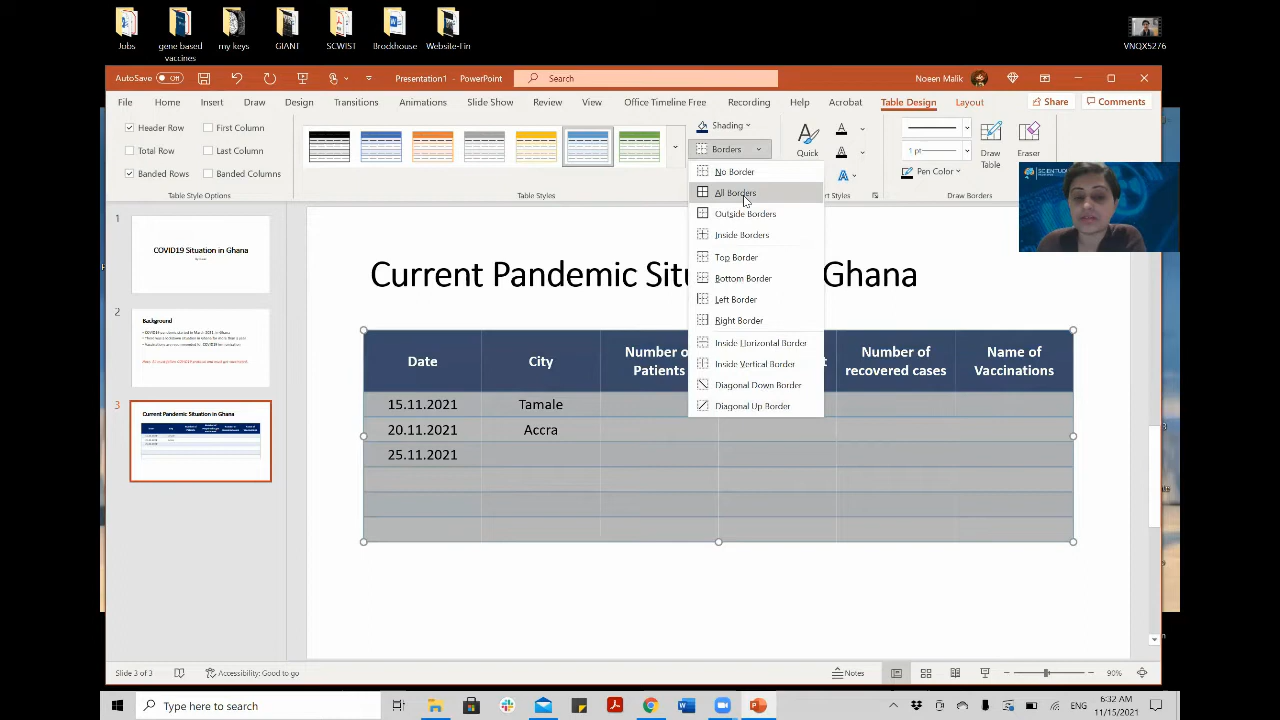 Jobs
gene based
vaccines
my keys
GIANT
SCWIST
Brockhouse
Website-Fin
VNQX5276
AutoSave
Off
Presentation1 - PowerPoint
Search
Noeen Malik
File
Home
Insert
Draw
Design
Transitions
Animations
Slide Show
Review
View
Office Timeline Free
Recording
Help
Acrobat
Table Design
Layout
Share
Comments
Header Row
First Column
Total Row
Last Column
Banded Rows
Banded Columns
Table Style Options
Table Styles
Shading
Borders
Quick
1 pt
Pen Color
Draw
Table
Eraser
Draw Borders
No Border
All Borders
Outside Borders
Inside Borders
Top Border
Bottom Border
Left Border
Right Border
Inside Horizontal Border
Inside Vertical Border
Diagonal Down Border
Diagonal Up Border
1
COVID19 Situation in Ghana
2
Background
3
Current Pandemic Situation in Ghana
Current Pandemic Ghana
Date
City
Number of
Patients
Number of
recovered cases
Name of
Vaccinations
15.11.2021
Tamale
20.11.2021
Accra
25.11.2021
Slide 3 of 3
Accessibility: Good to go
Notes
90%
Type here to search
6:32 AM
11/15/2021